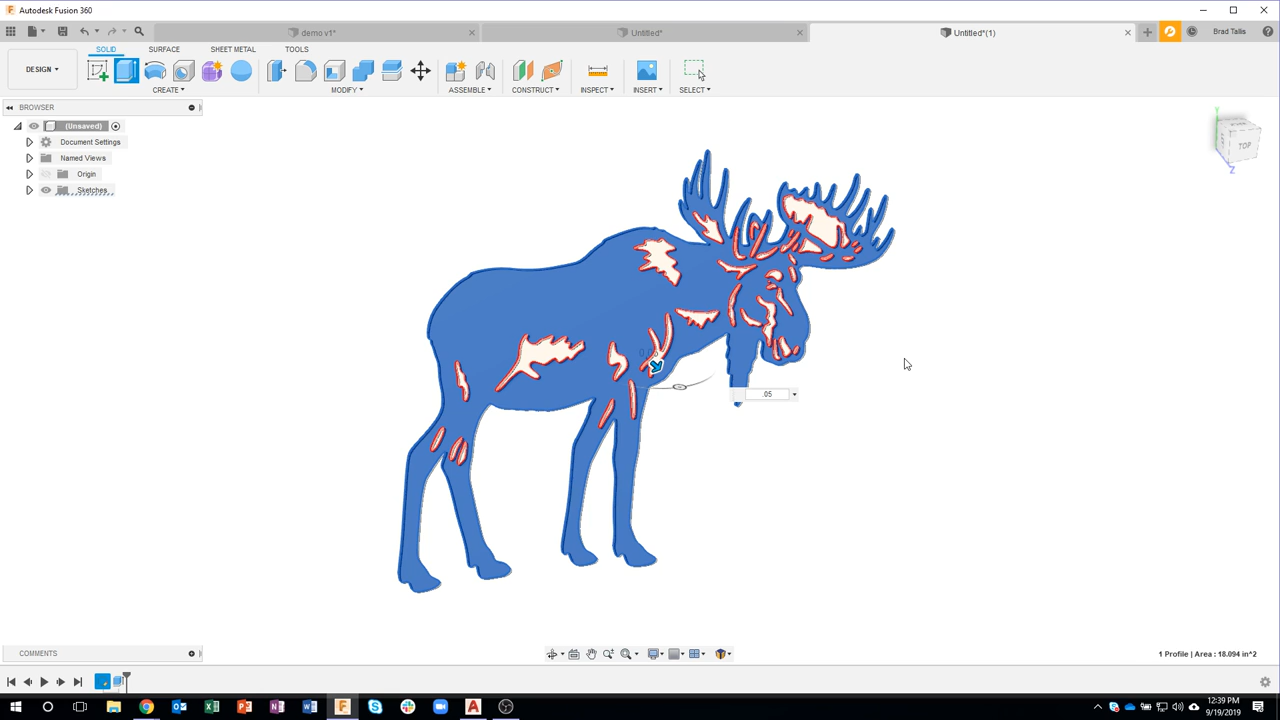 Autodesk Fusion 360
demo v1*
Untitled*
Untitled*(1)
Brad Tallis
DESIGN
SOLID SURFACE SHEET METAL TOOLS
CREATE MODIFY ASSEMBLE CONSTRUCT INSPECT INSERT SELECT
BROWSER
(Unsaved)
Document Settings
Named Views
Origin
Sketches
TOP
Y
Z
.05
COMMENTS
1 Profile | Area : 18.094 in^2
12:39 PM
9/19/2019